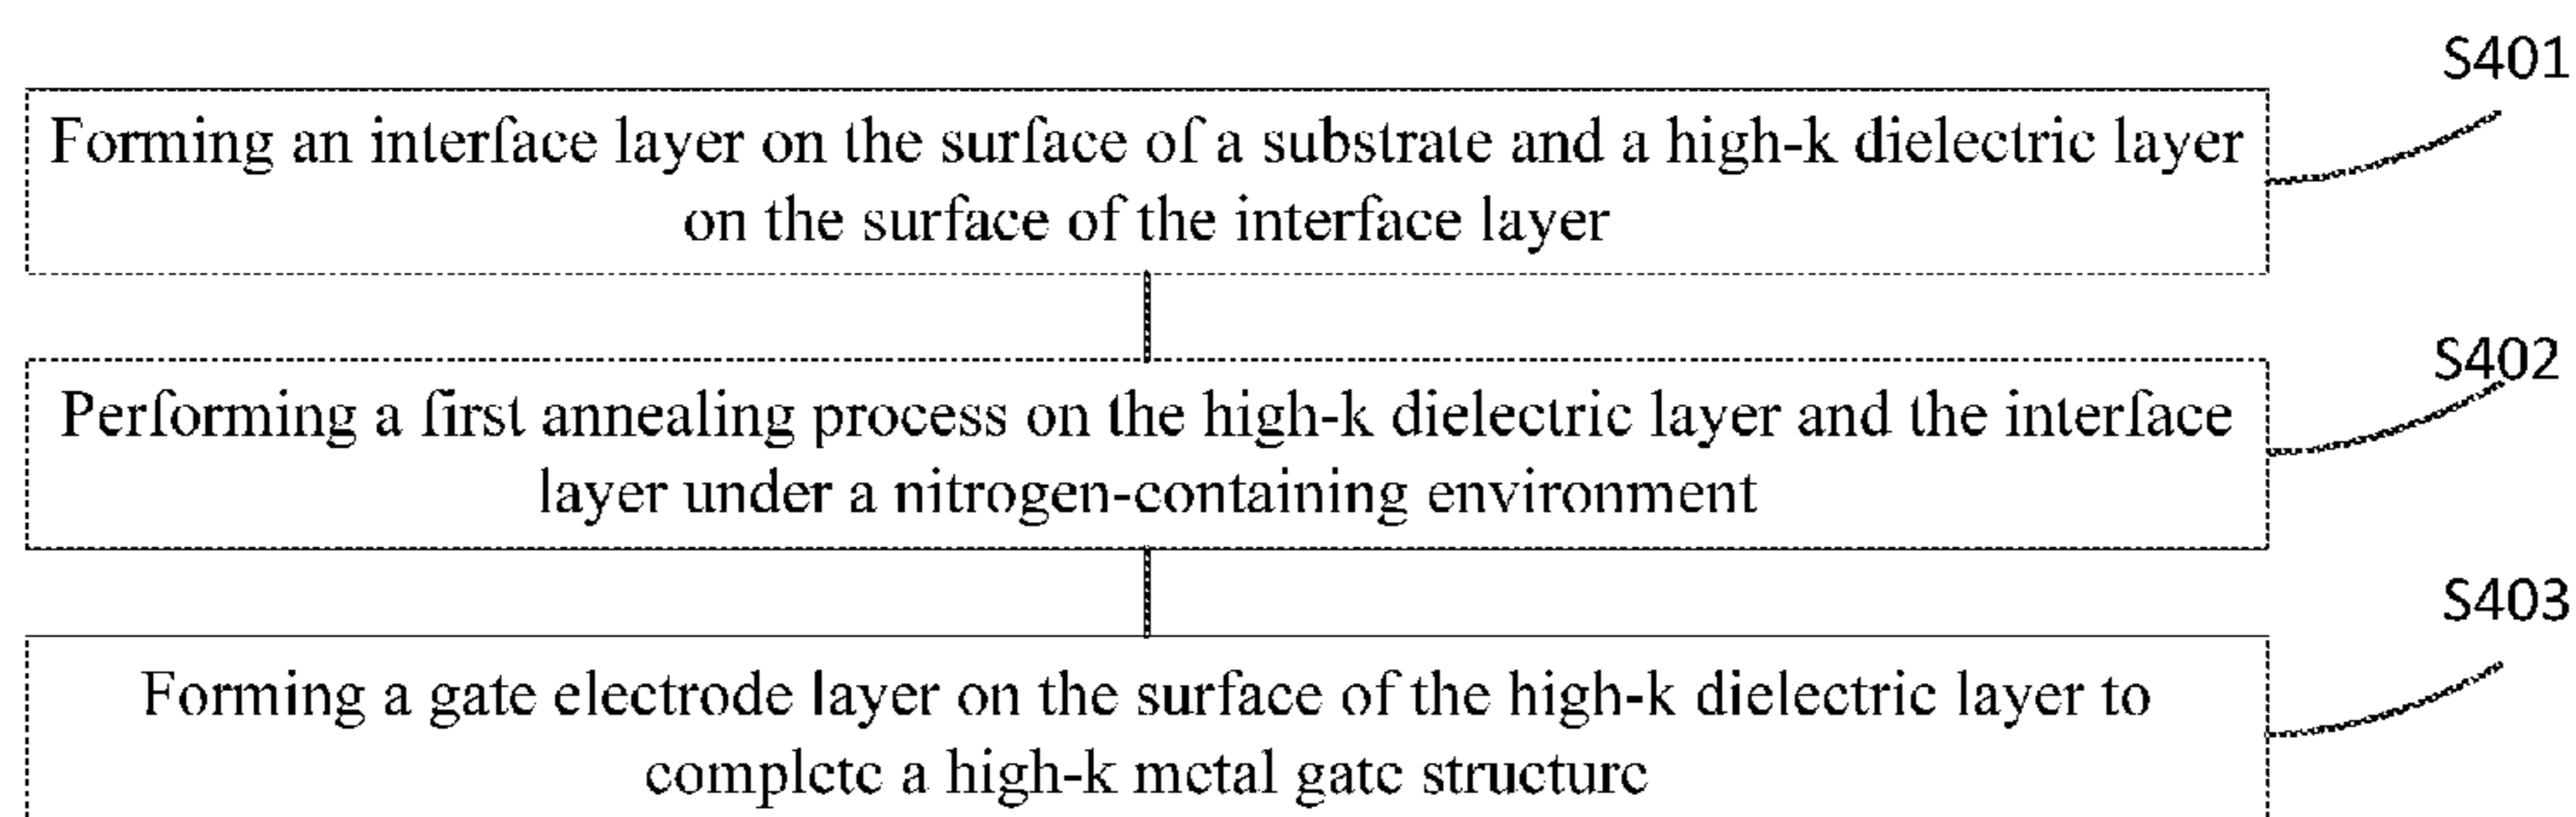 S401
Forming an interface layer on the surface of a substrate and a high-k dielectric layer
on the surface of the interface layer
S402
Performing a first annealing process on the high-k dielectric layer and the interface
layer under a nitrogen-containing environment
S403
Forming a gate electrode layer on the surface of the high-k dielectric layer to
complete a high-k metal gate structure